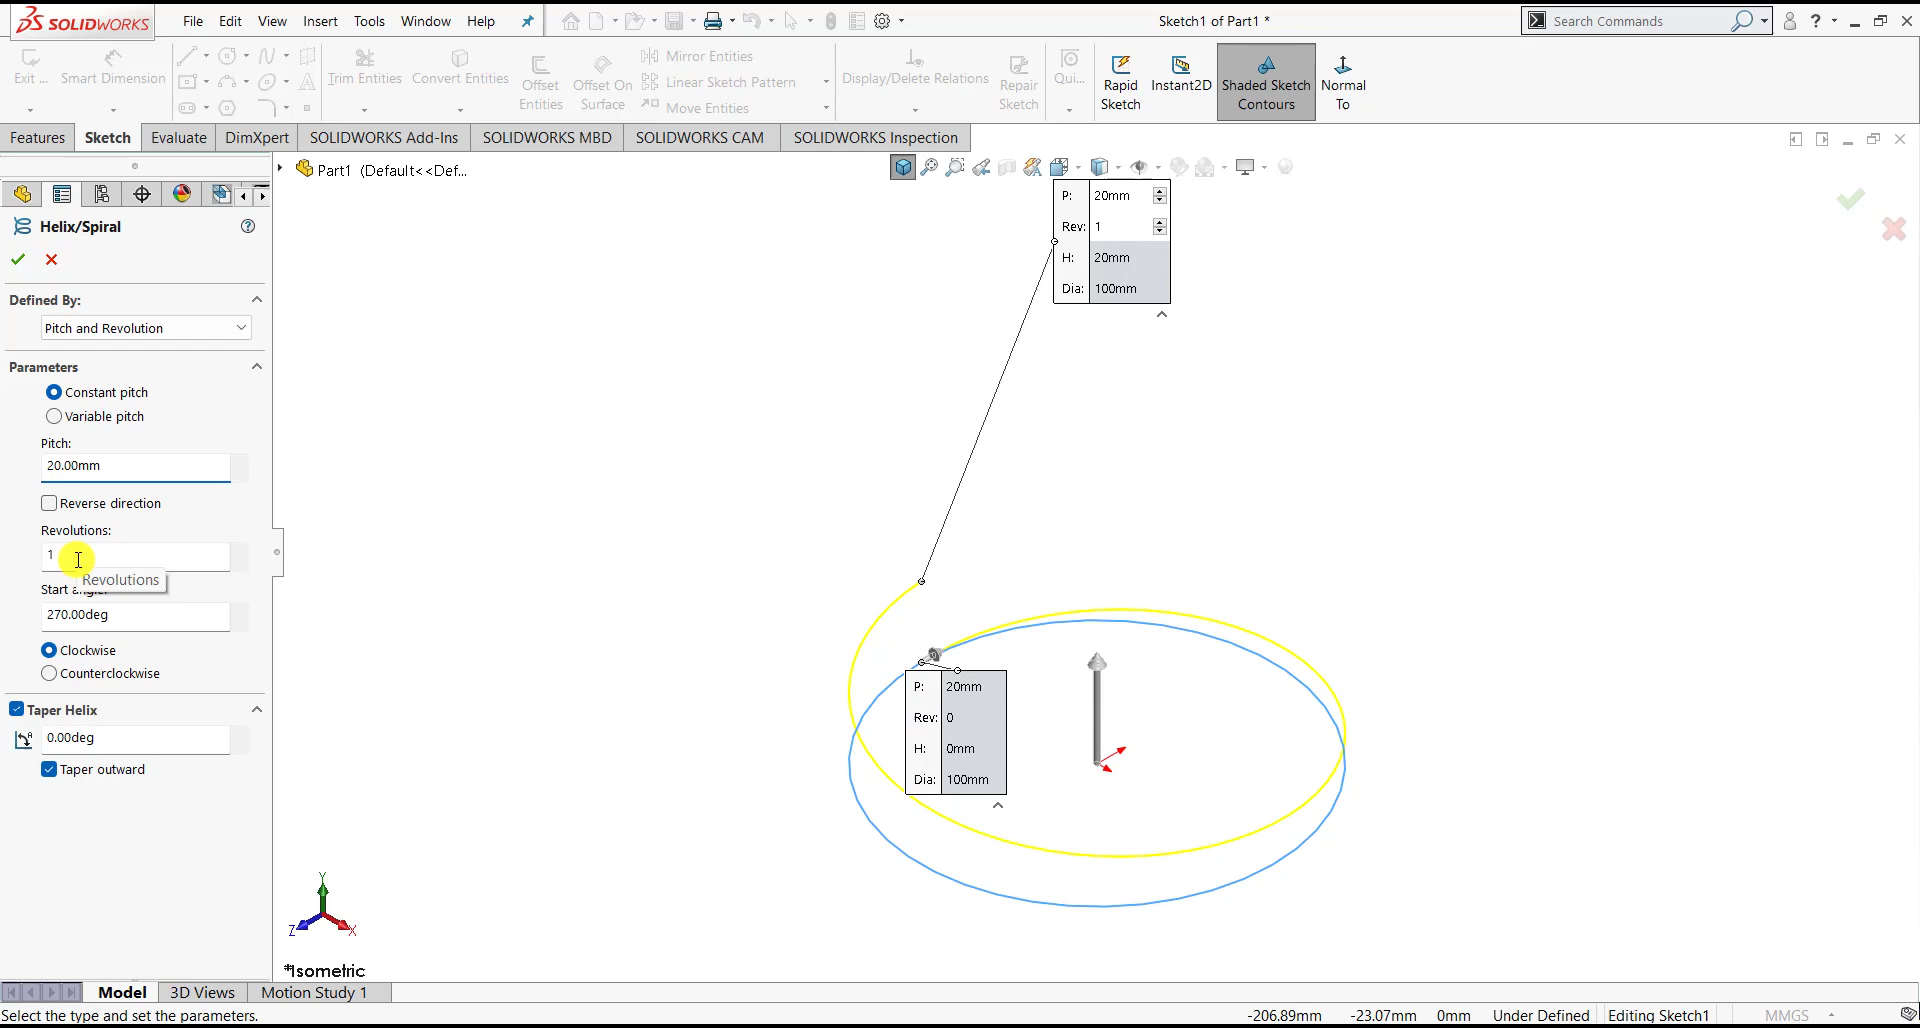 SOLIDWORKS File Edit View Insert Tools Window Help Sketch1 of Part1 * Search Commands ?
Exit ... Smart Dimension Trim Entities Convert Entities Offset Entities Offset On Surface Mirror Entities Linear Sketch Pattern Move Entities Display/Delete Relations Repair Sketch Qui... Rapid Sketch Instant2D Shaded Sketch Contours Normal To
Features Sketch Evaluate DimXpert SOLIDWORKS Add-Ins SOLIDWORKS MBD SOLIDWORKS CAM SOLIDWORKS Inspection
Part1 (Default<<Def...
Helix/Spiral
Defined By:
Pitch and Revolution
Parameters
Constant pitch
Variable pitch
Pitch:
20.00mm
Reverse direction
Revolutions:
1
Revolutions
Start angle:
270.00deg
Clockwise
Counterclockwise
Taper Helix
0.00deg
Taper outward
P: 20mm
Rev: 1
H: 20mm
Dia: 100mm
P: 20mm
Rev: 0
H: 0mm
Dia: 100mm
Y
Z
X
*Isometric
Model 3D Views Motion Study 1
Select the type and set the parameters. -206.89mm -23.07mm 0mm Under Defined Editing Sketch1 MMGS